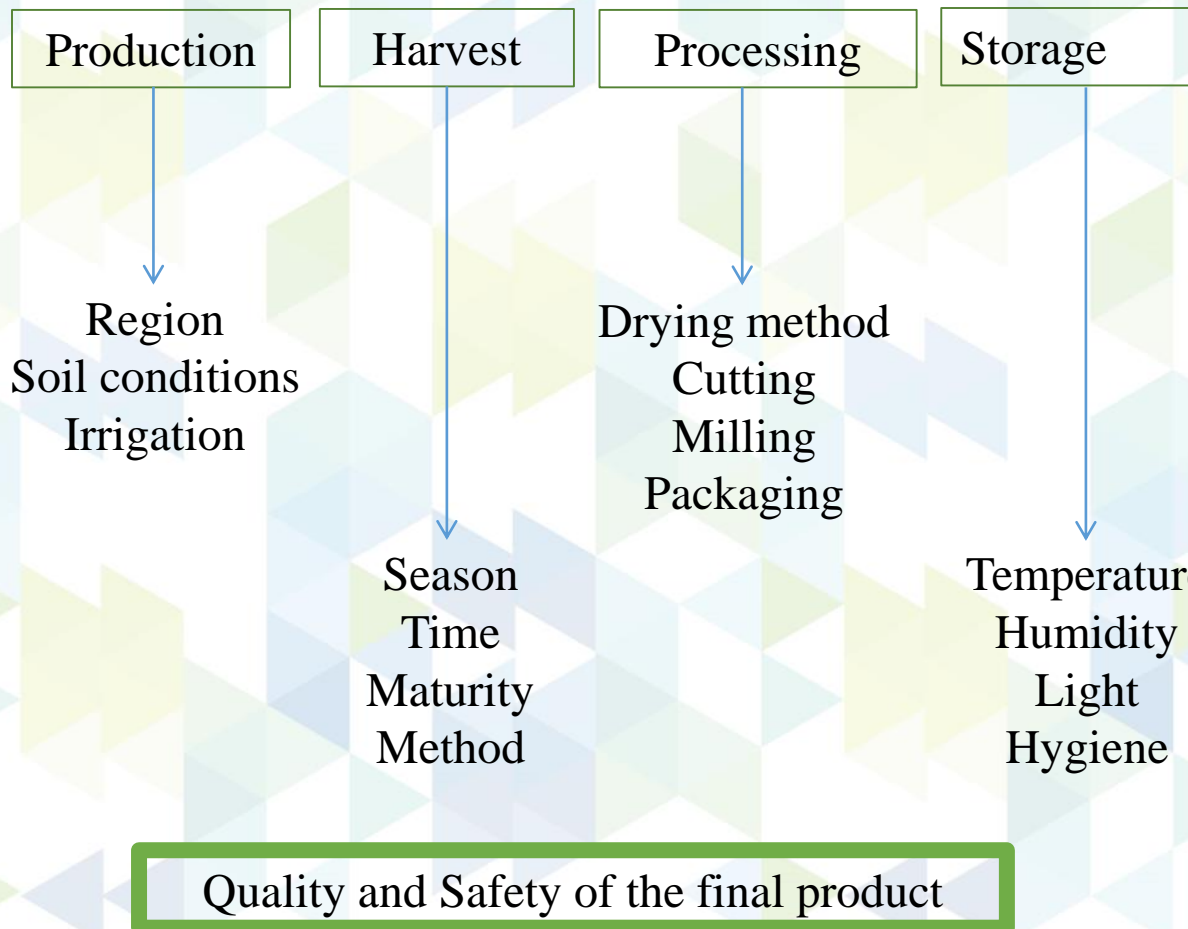 Production
Harvest
Processing
Storage
Region
Soil conditions
Irrigation
Drying method
Cutting
Milling
Packaging
Season
Time
Maturity
Method
Temperature
Humidity
Light
Hygiene
Quality and Safety of the final product